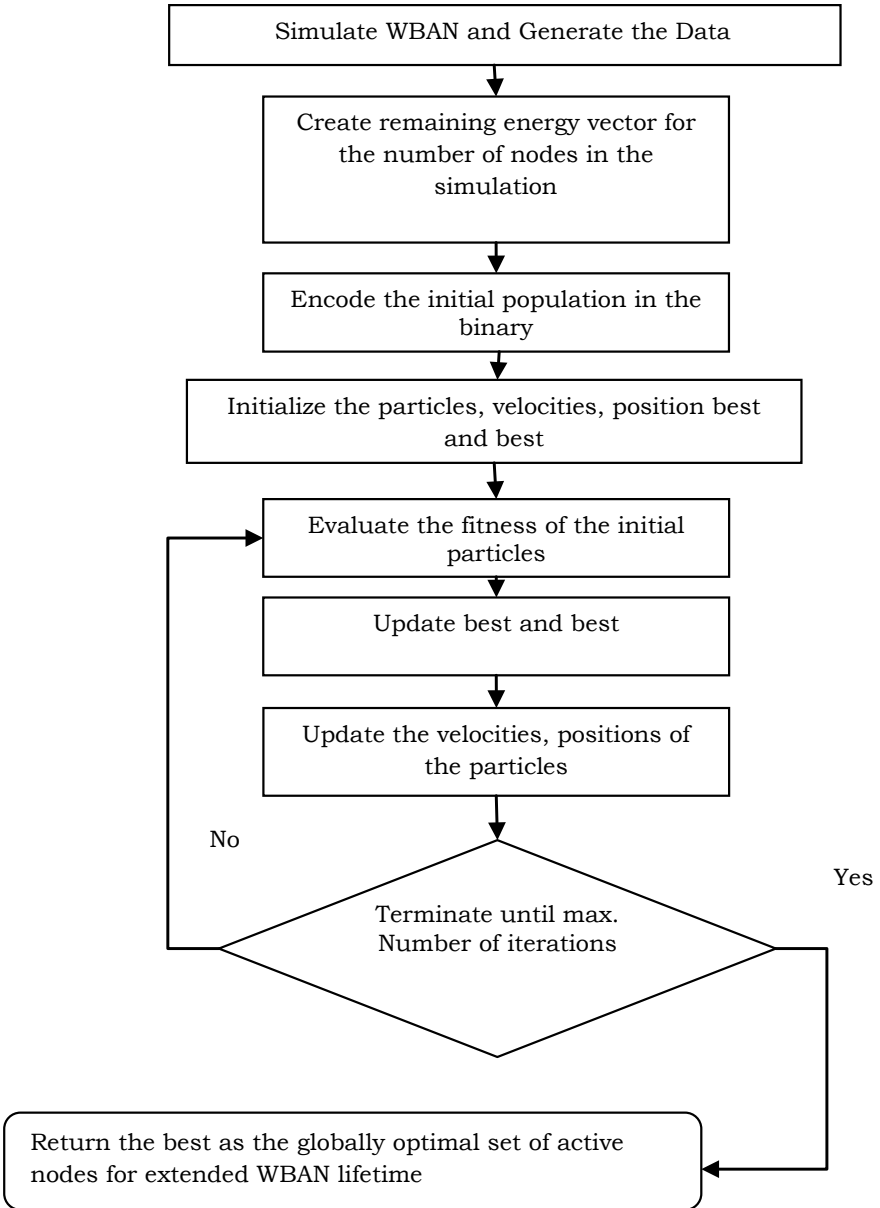 Simulate WBAN and Generate the Data
Create remaining energy vector for
the number of nodes in the
simulation
Encode the initial population in the
binary
Initialize the particles, velocities, position best
and best
Evaluate the fitness of the initial
particles
Update best and best
Update the velocities, positions of
the particles
No
Yes
Terminate until max.
Number of iterations
Return the best as the globally optimal set of active
nodes for extended WBAN lifetime